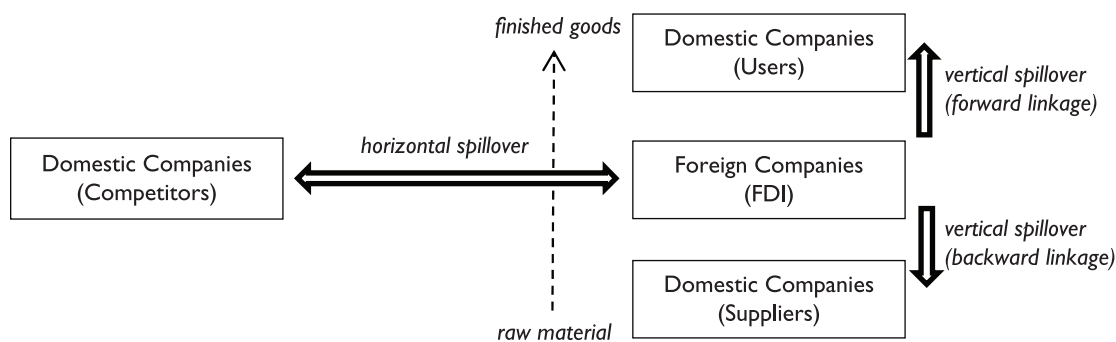 finished goods
Domestic Companies
(Users)
vertical spillover
(forward linkage)
horizontal spillover
Domestic Companies
(Competitors)
Foreign Companies
(FDI)
vertical spillover
(backward linkage)
Domestic Companies
(Suppliers)
raw material